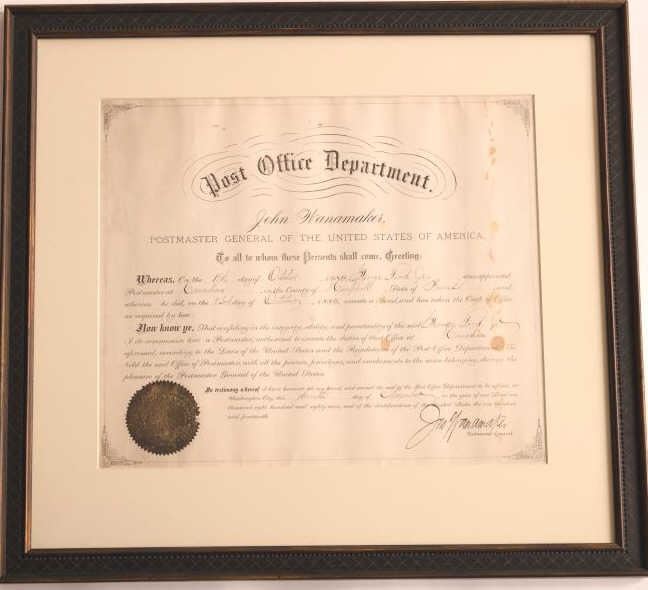 Post Office Department.
John Wanamaker,
POSTMASTER GENERAL OF THE UNITED STATES OF AMERICA.
To all to whom these Presents shall come, Greeting:
Whereas, On the day of was appointed
Postmaster at in the County of State of and
whereas he did, on the day of 1889, execute a Bond, and has taken the Oath of Office
as required by law:
Now know ye, That confiding in the integrity, ability, and punctuality of the said
I do commission him a Postmaster, authorized to execute the duties of that Office at
aforesaid, according to the Laws of the United States and the Regulations of the Post Office Department: To
hold the said Office of Postmaster, with all the powers, privileges, and emoluments to the same belonging, during the
pleasure of the Postmaster General of the United States.
In testimony whereof I have hereunto set my hand, and caused the seal of the Post Office Department to be affixed, at
Washington City, this day of in the year of our Lord one
thousand eight hundred and eighty-nine, and of the independence of the United States the one hundred
and fourteenth.
Jno Wanamaker
Postmaster General.